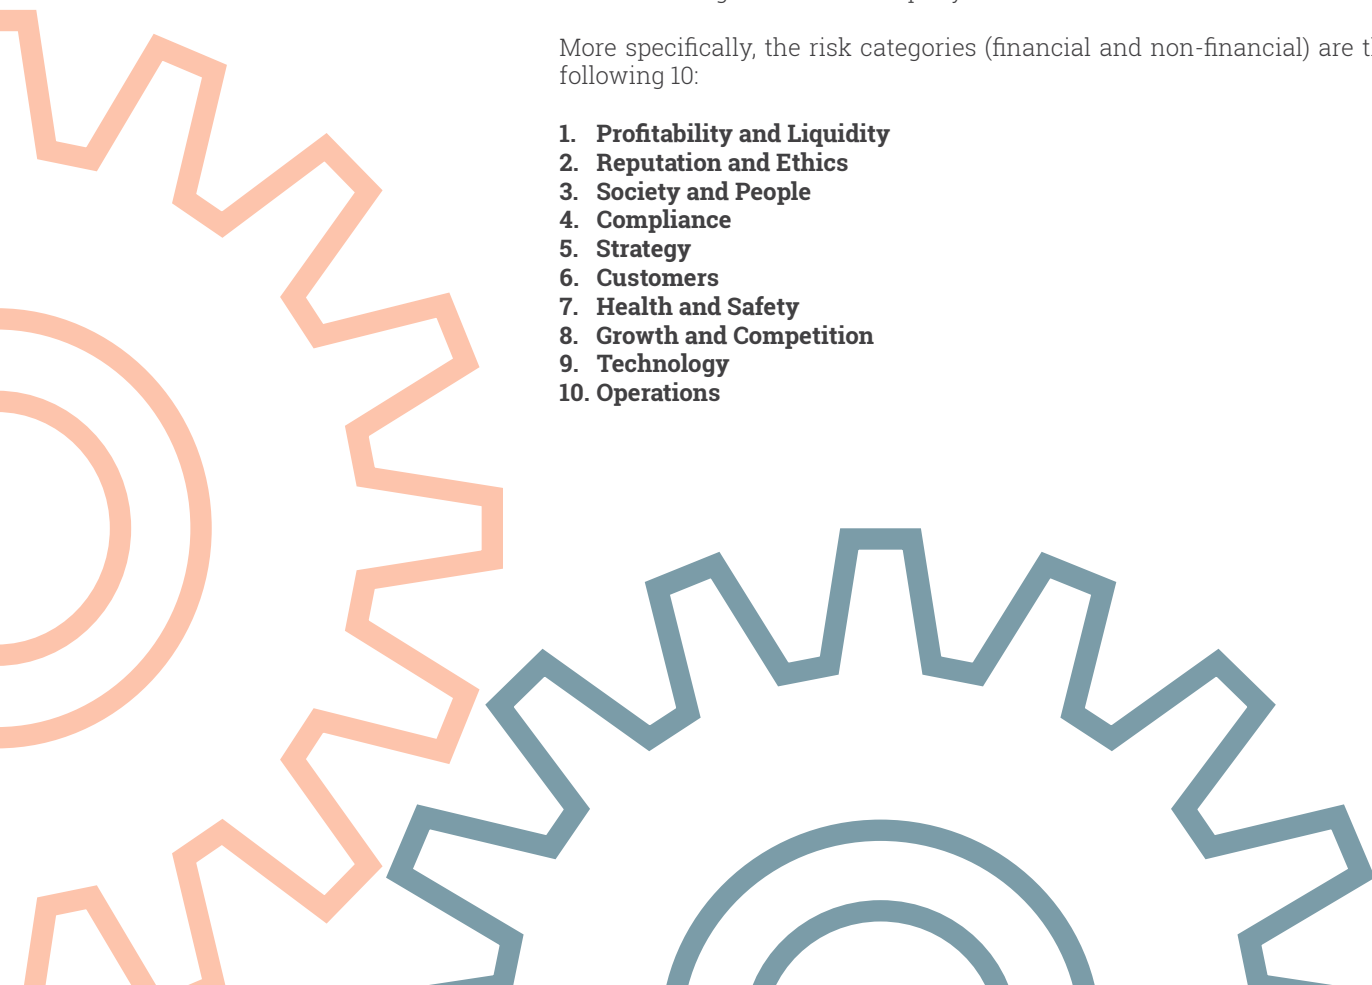 More specifically, the risk categories (financial and non-financial) are
following 10:
1. Profitability and Liquidity
2. Reputation and Ethics
3. Society and People
4. Compliance
5. Strategy
6. Customers
7. Health and Safety
8. Growth and Competition
9. Technology
10. Operations